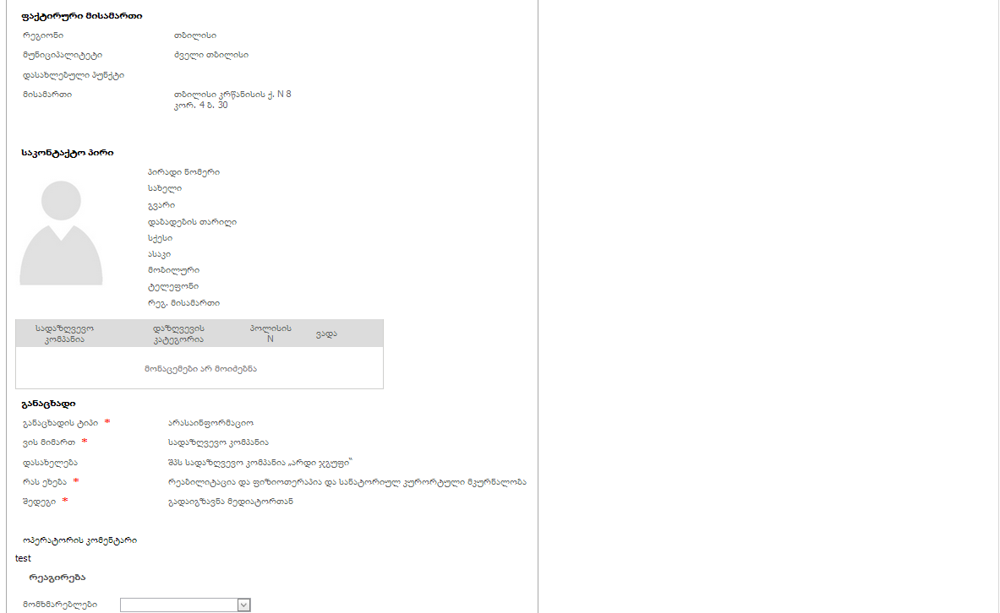 ფაქტირური მისამართი
რეგიონი თბილისი
მუნიციპალიტეტი ძველი თბილისი
დასახლებული პუნქტი
მისამართი თბილისი კრწანისის ქ. N 8
კორ. 4 ბ. 30
საკონტაქტო პირი
პირადი ნომერი
სახელი
გვარი
დაბადების თარიღი
სქესი
ასაკი
მობილური
ტელეფონი
რეგ. მისამართი
სადაზღვევო დაზღვევის პოლისის ვადა
კომპანია კატეგორია N
მონაცემები არ მოიძებნა
განაცხადი
განაცხადის ტიპი * არასაინფორმაციო
ვის მიმართ * სადაზღვევო კომპანია
დასახელება შპს სადაზღვევო კომპანია „არდი ჯგუფი“
რას ეხება * რეაბილიტაცია და ფიზიოთერაპია და სანატორიულ კურორტული მკურნალობა
შედეგი * გადაიგზავნა მედიატორთან
ოპერატორის კომენტარი
test
რეაგირება
მომხმარებლები